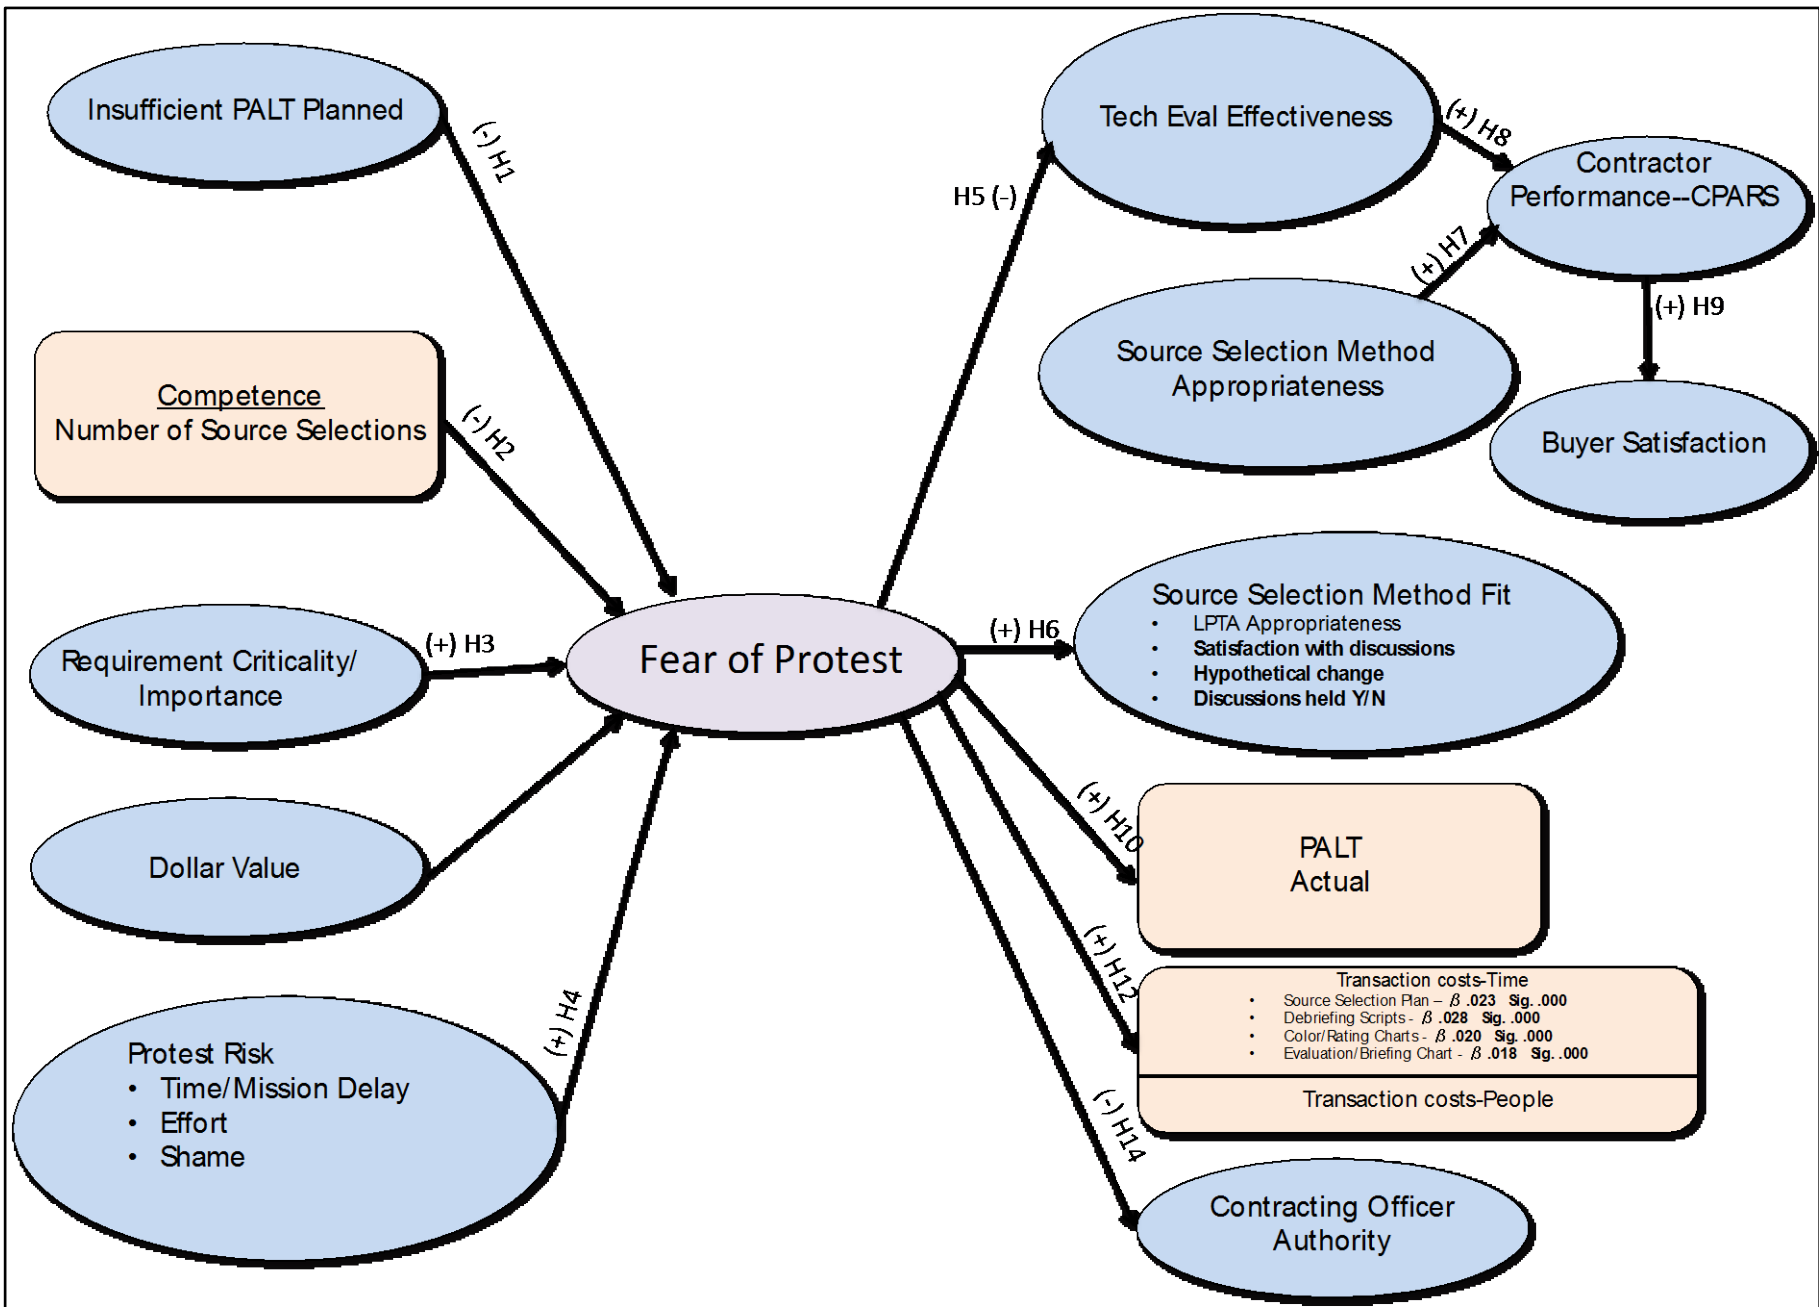 Insufficient PALT Planned
(-) H1
Competence
Number of Source Selections
(-) H2
Requirement Criticality/
Importance
(+) H3
Dollar Value
Protest Risk
• Time/Mission Delay
• Effort
• Shame
(+) H4
Fear of Protest
H5 (-)
Tech Eval Effectiveness
(+) H8
Contractor
Performance--CPARS
(+) H7
Source Selection Method
Appropriateness
(+) H9
Buyer Satisfaction
(+) H6
Source Selection Method Fit
• LPTA Appropriateness
• Satisfaction with discussions
• Hypothetical change
• Discussions held Y/N
(+) H10
PALT
Actual
(+) H12
Transaction costs-Time
• Source Selection Plan – β .023 Sig. .000
• Debriefing Scripts - β .028 Sig. .000
• Color/Rating Charts - β .020 Sig. .000
• Evaluation/Briefing Chart - β .018 Sig. .000
Transaction costs-People
(-) H14
Contracting Officer
Authority